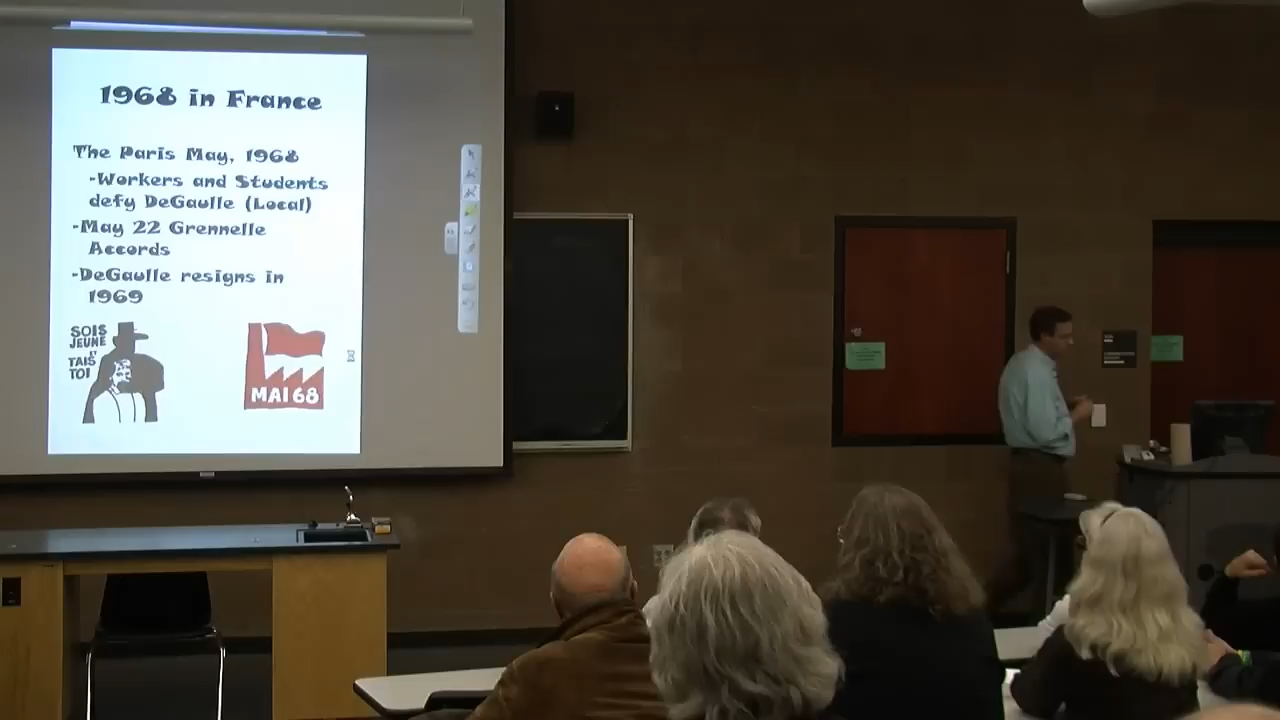 1968 in France
The Paris May, 1968
-Workers and Students
defy DeGaulle (Local)
-May 22 Grennelle
Accords
-DeGaulle resigns in
1969
SOIS
JEUNE
ET
TAIS
TOI
MAI 68